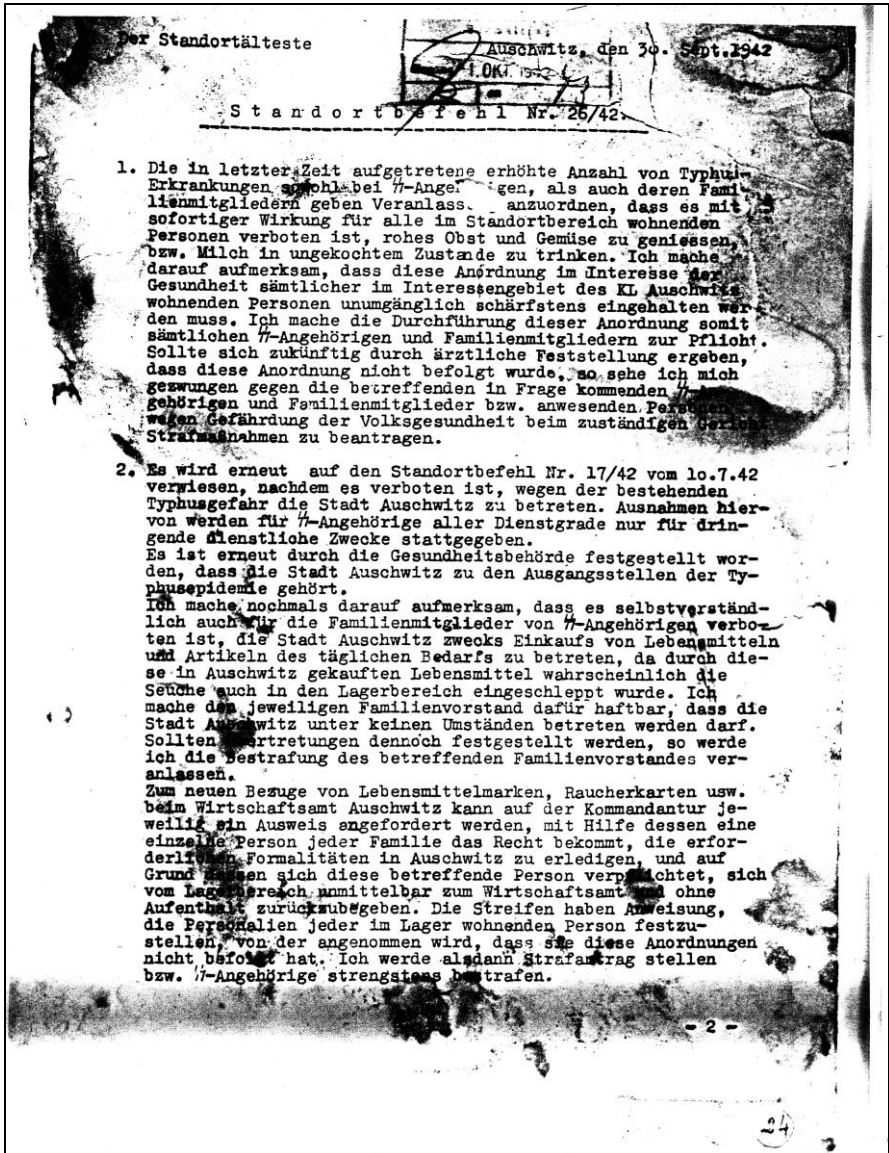 Der Standortälteste
Auschwitz, den 30. Sept.1942
1.OKT.1942
13
Standortbefehl Nr. 26/42.
1. Die in letzter Zeit aufgetretene erhöhte Anzahl von Typhus-
Erkrankungen sowohl bei ᛋᛋ-Angehörigen, als auch deren Fami-
lienmitgliedern geben Veranlass. anzuordnen, dass es mit
sofortiger Wirkung für alle im Standortbereich wohnenden
Personen verboten ist, rohes Obst und Gemüse zu geniessen,
bzw. Milch in ungekochtem Zustande zu trinken. Ich mache
darauf aufmerksam, dass diese Anordnung im Interesse der
Gesundheit sämtlicher im Interessengebiet des KL Auschwitz
wohnenden Personen unumgänglich schärfstens eingehalten wer
den muss. Ich mache die Durchführung dieser Anordnung somit
sämtlichen ᛋᛋ-Angehörigen und Familienmitgliedern zur Pflicht.
Sollte sich zukünftig durch ärztliche Feststellung ergeben,
dass diese Anordnung nicht befolgt wurde, so sehe ich mich
gezwungen gegen die betreffenden in Frage kommenden ᛋᛋ-An-
gehörigen und Familienmitglieder bzw. anwesenden Personen
wegen Gefährdung der Volksgesundheit beim zuständigen Gericht
Strafmaßnahmen zu beantragen.
2. Es wird erneut auf den Standortbefehl Nr. 17/42 vom 1o.7.42
verwiesen, nachdem es verboten ist, wegen der bestehenden
Typhusgefahr die Stadt Auschwitz zu betreten. Ausnahmen hier-
von werden für ᛋᛋ-Angehörige aller Dienstgrade nur für drin-
gende dienstliche Zwecke stattgegeben.
Es ist erneut durch die Gesundheitsbehörde festgestellt wor-
den, dass die Stadt Auschwitz zu den Ausgangsstellen der Ty-
phusepidemie gehört.
Ich mache nochmals darauf aufmerksam, dass es selbstverständ-
lich auch für die Familienmitglieder von ᛋᛋ-Angehörigen verbo-
ten ist, die Stadt Auschwitz zwecks Einkaufs von Lebensmitteln
und Artikeln des täglichen Bedarfs zu betreten, da durch die-
se in Auschwitz gekauften Lebensmittel wahrscheinlich die
Seuche auch in den Lagerbereich eingeschleppt wurde. Ich
mache den jeweiligen Familienvorstand dafür haftbar, dass die
Stadt Auschwitz unter keinen Umständen betreten werden darf.
Sollten Übertretungen dennoch festgestellt werden, so werde
ich die Bestrafung des betreffenden Familienvorstandes ver-
anlassen.
Zum neuen Bezuge von Lebensmittelmarken, Raucherkarten usw.
beim Wirtschaftsamt Auschwitz kann auf der Kommandantur je-
weilig ein Ausweis angefordert werden, mit Hilfe dessen eine
einzelne Person jeder Familie das Recht bekommt, die erfor-
derlichen Formalitäten in Auschwitz zu erledigen, und auf
Grund dessen sich diese betreffende Person verpflichtet, sich
vom Lagerbereich unmittelbar zum Wirtschaftsamt und ohne
Aufenthalt zurückzubegeben. Die Streifen haben Anweisung,
die Personalien jeder im Lager wohnenden Person festzu-
stellen, von der angenommen wird, dass sie diese Anordnungen
nicht befolgt hat. Ich werde alsdann Strafantrag stellen
bzw. ᛋᛋ-Angehörige strengstens bestrafen.
- 2 -
24